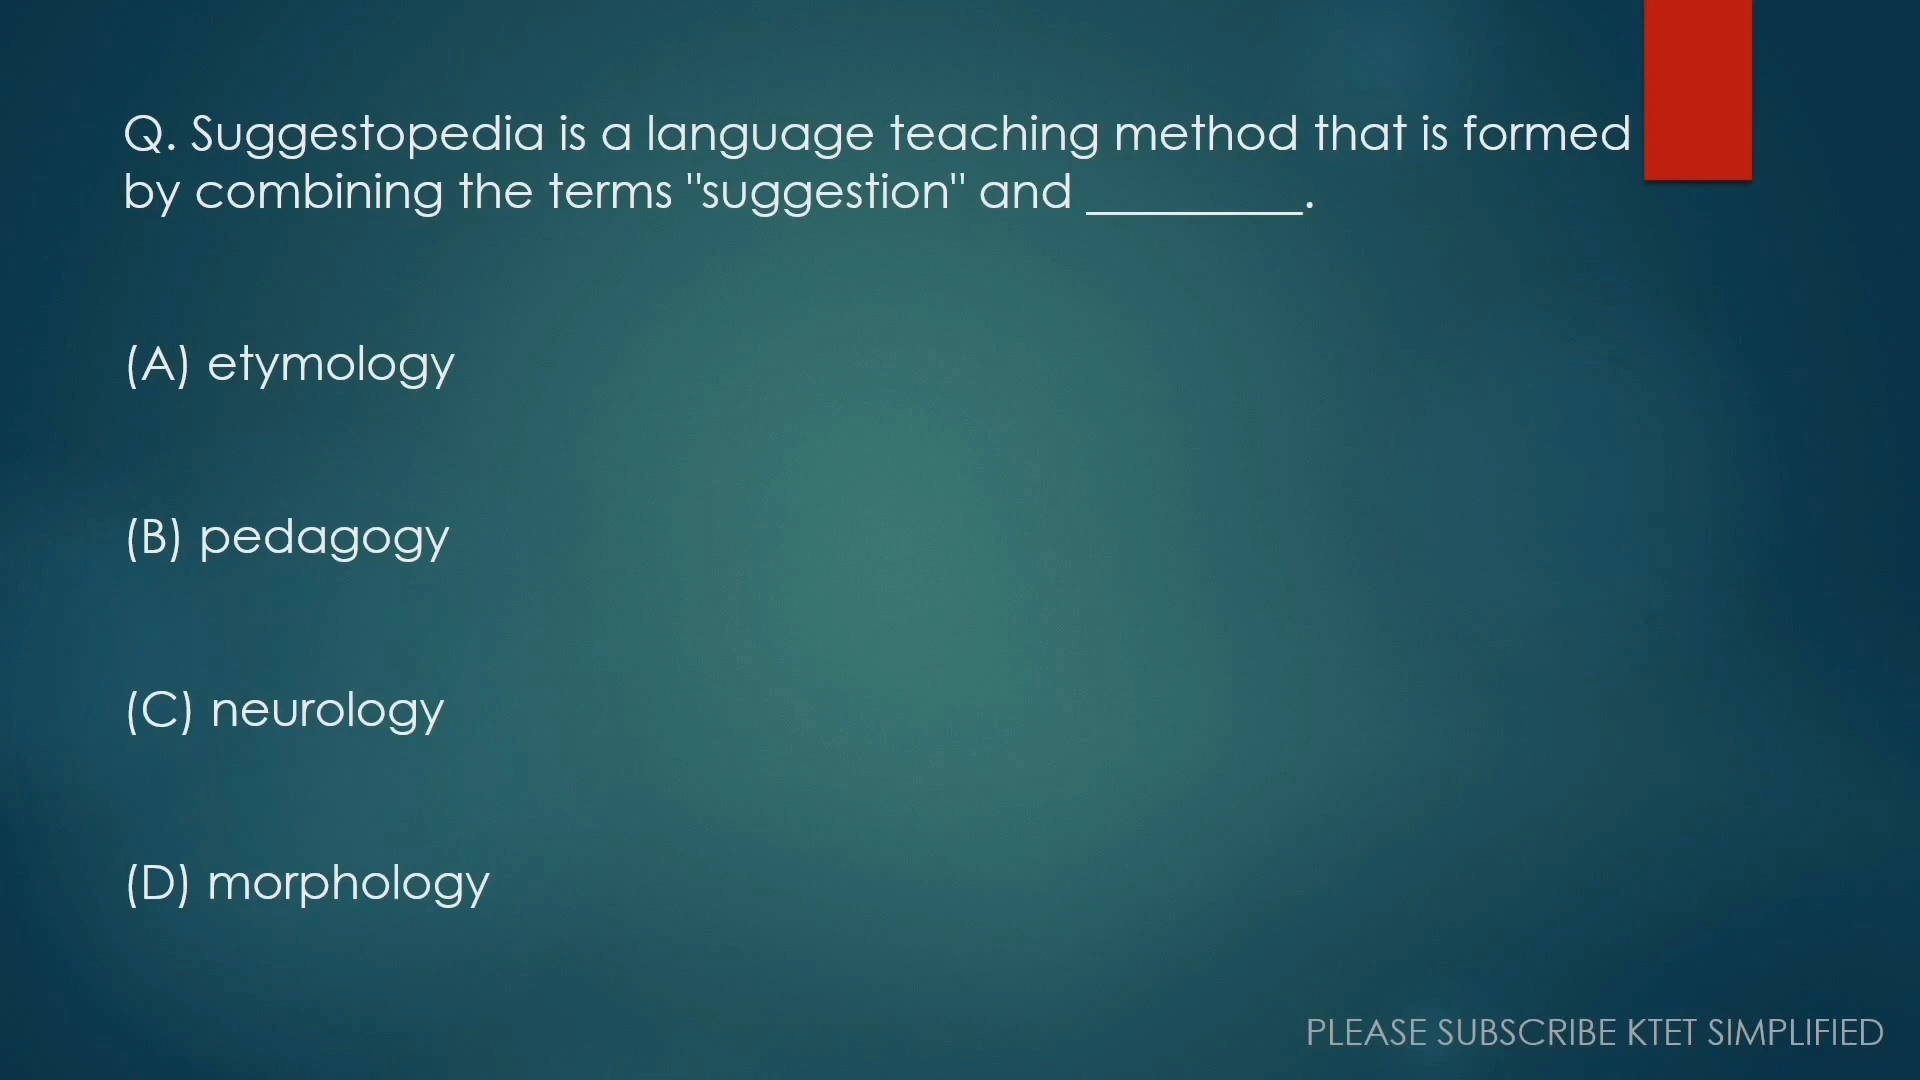 Q. Suggestopedia is a language teaching method that is formed
by combining the terms "suggestion" and _________.
(A) etymology
(B) pedagogy
(C) neurology
(D) morphology
PLEASE SUBSCRIBE KTET SIMPLIFIED